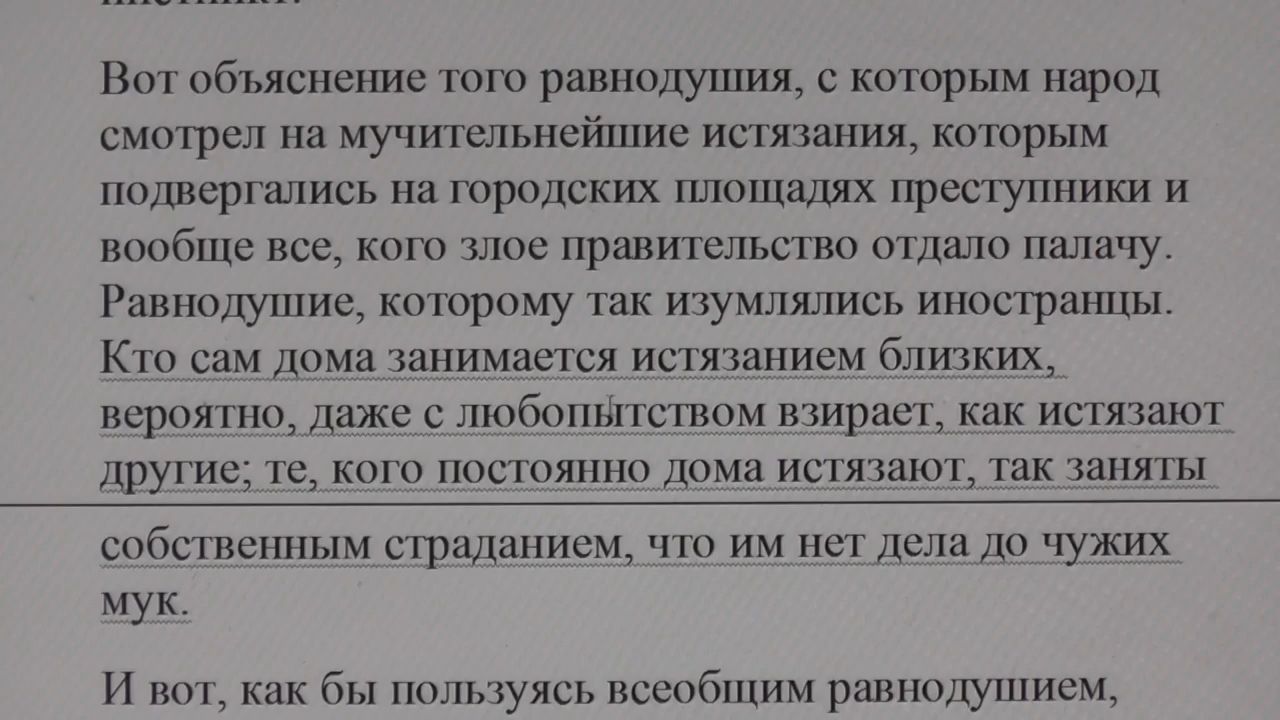 Вот объяснение того равнодушия, с которым народ
смотрел на мучительнейшие истязания, которым
подвергались на городских площадях преступники и
вообще все, кого злое правительство отдало палачу.
Равнодушие, которому так изумлялись иностранцы.
Кто сам дома занимается истязанием близких,
вероятно, даже с любопытством взирает, как истязают
другие; те, кого постоянно дома истязают, так заняты
собственным страданием, что им нет дела до чужих
мук.
И вот, как бы пользуясь всеобщим равнодушием,